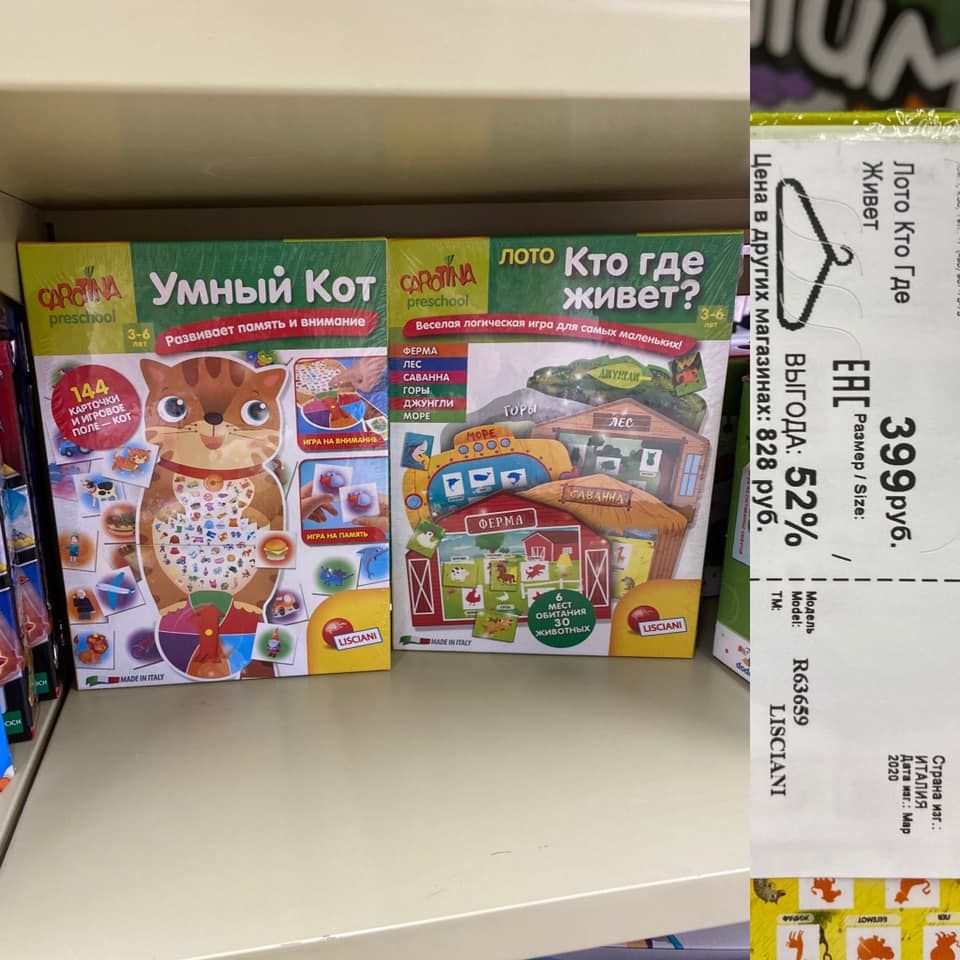 CAROTINA
preschool
Умный Кот
3-6
лет
Развивает память и внимание
144
КАРТОЧКИ
И ИГРОВОЕ
ПОЛЕ — КОТ
ИГРА НА ВНИМАНИЕ
ИГРА НА ПАМЯТЬ
1
LISCIANI
MADE IN ITALY
CAROTINA
preschool
ЛОТО Кто где
живет?
3-6
лет
Веселая логическая игра для самых маленьких!
ФЕРМА
ЛЕС
САВАННА
ГОРЫ
ДЖУНГЛИ
МОРЕ
ДЖУНГЛИ
ГОРЫ
ЛЕС
МОРЕ
САВАННА
ФЕРМА
6
МЕСТ
ОБИТАНИЯ
30
ЖИВОТНЫХ
LISCIANI
MADE IN ITALY
Лото Кто Где
Живет
399руб.
EAC
Размер / Size:
/
ВЫГОДА: 52%
Цена в других магазинах: 828 руб.
Страна изг.:
ИТАЛИЯ
Дата изг.: Мар
2020
Модель
Model:
R63659
ТМ:
LISCIANI
ЖИРАФ
БЕГЕМОТ
ЛЕВ